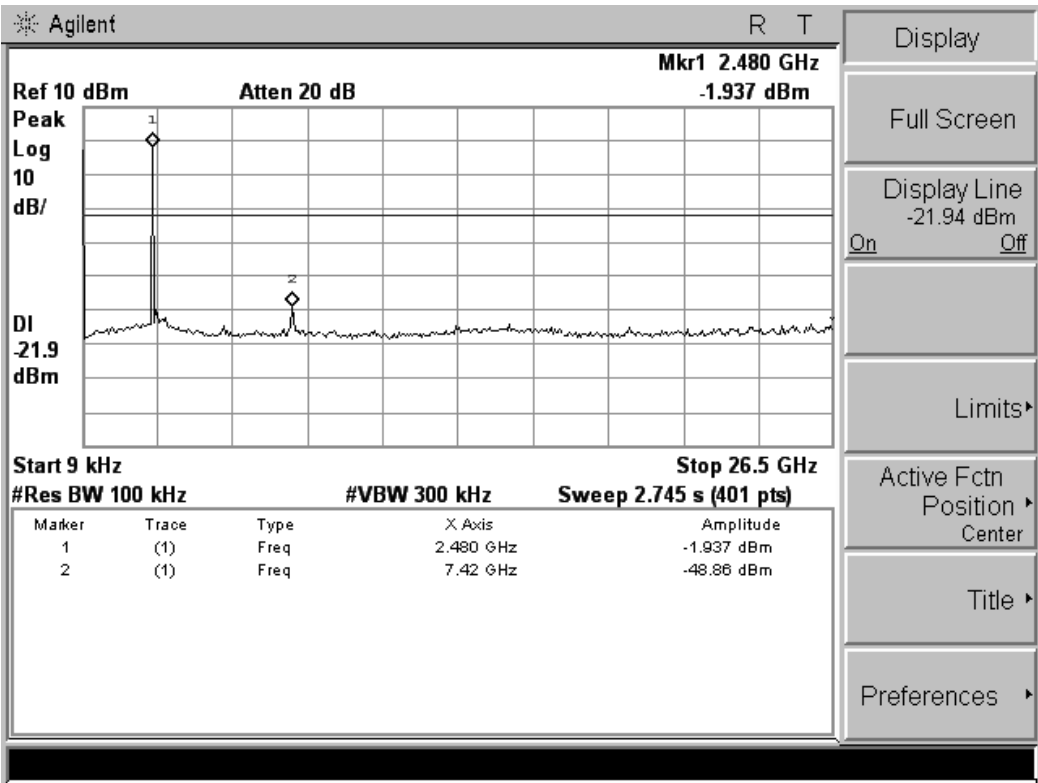 Agilent R T
Mkr1 2.480 GHz
Ref 10 dBm Atten 20 dB -1.937 dBm
Peak
Log
10
dB/
1
2
DI
-21.9
dBm
Start 9 kHz Stop 26.5 GHz
#Res BW 100 kHz #VBW 300 kHz Sweep 2.745 s (401 pts)
Marker Trace Type X Axis Amplitude
1 (1) Freq 2.480 GHz -1.937 dBm
2 (1) Freq 7.42 GHz -48.86 dBm
Display
Full Screen
Display Line
-21.94 dBm
On Off
Limits
Active Fctn
Position
Center
Title
Preferences